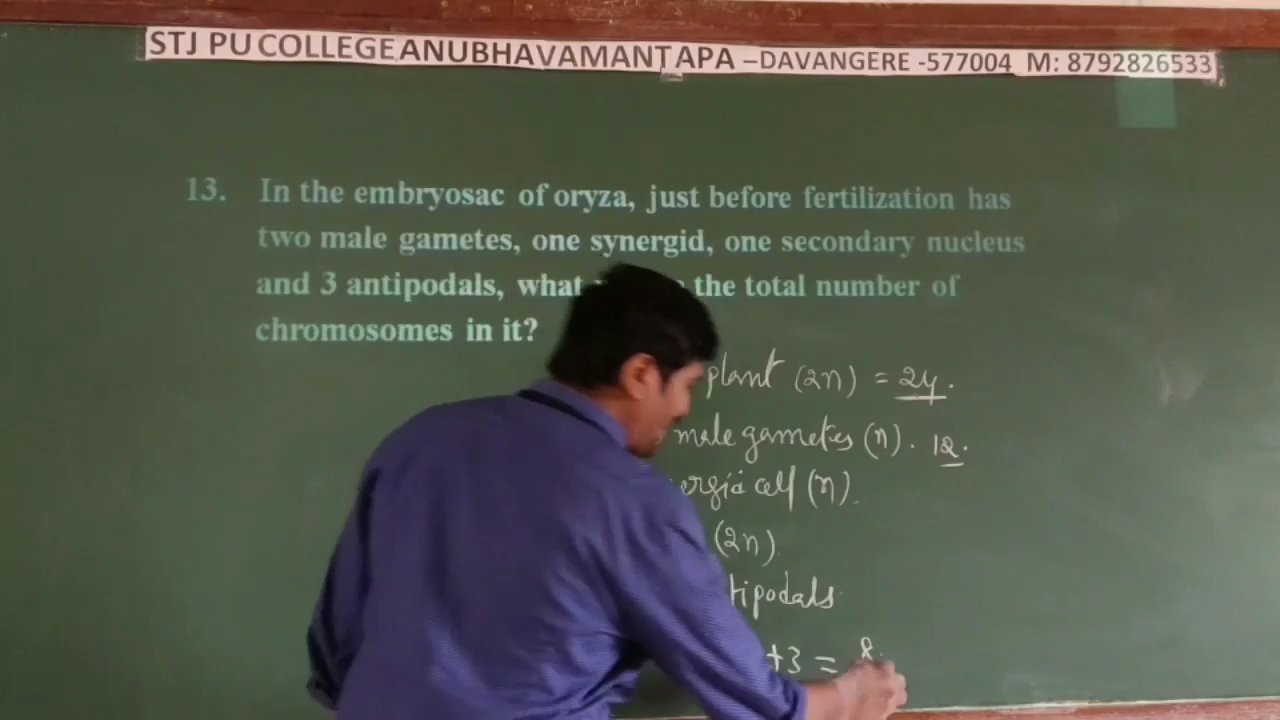 STJ PU COLLEGE ANUBHAVAMANTAPA –DAVANGERE -577004 M: 8792826533
13. In the embryosac of oryza, just before fertilization has
two male gametes, one synergid, one secondary nucleus
and 3 antipodals, what the total number of
chromosomes in it?
plant (2n) = 24.
male gametes (n). 12.
cell (n).
(2n)
+3 = 8